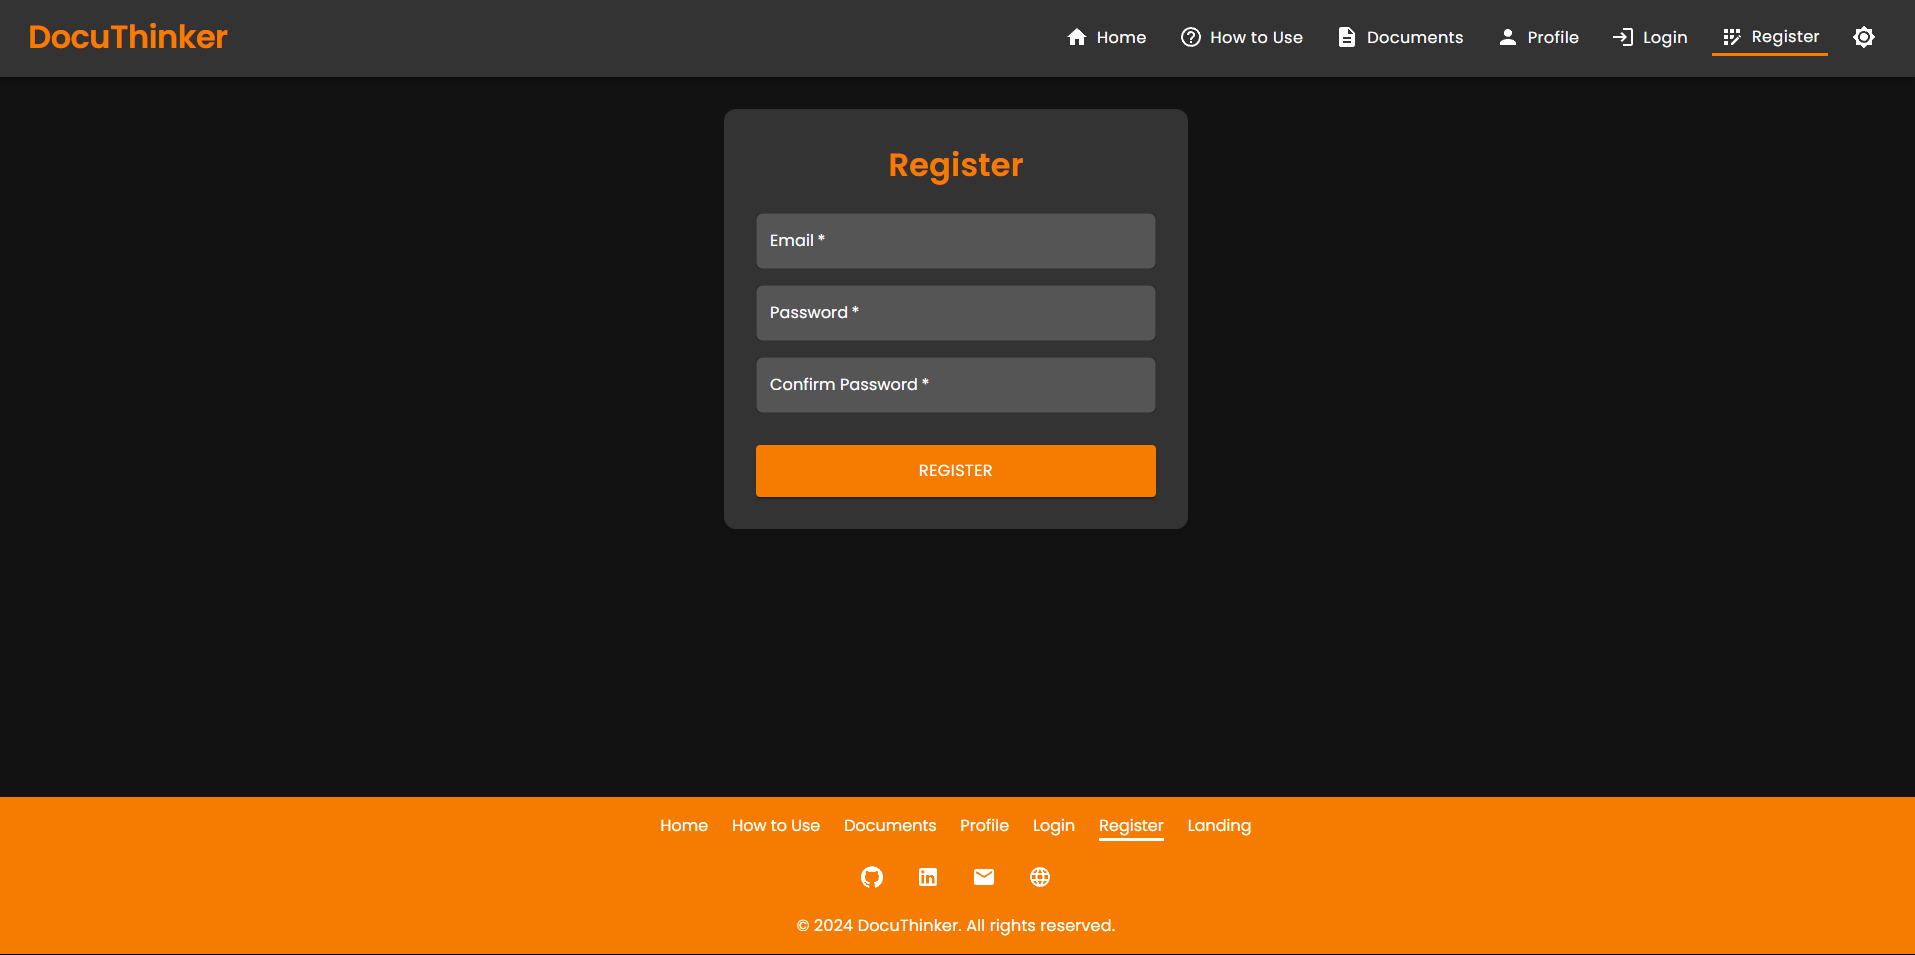 DocuThinker
Home How to Use Documents Profile Login Register
Register
Email *
Password *
Confirm Password *
REGISTER
Home How to Use Documents Profile Login Register Landing
© 2024 DocuThinker. All rights reserved.